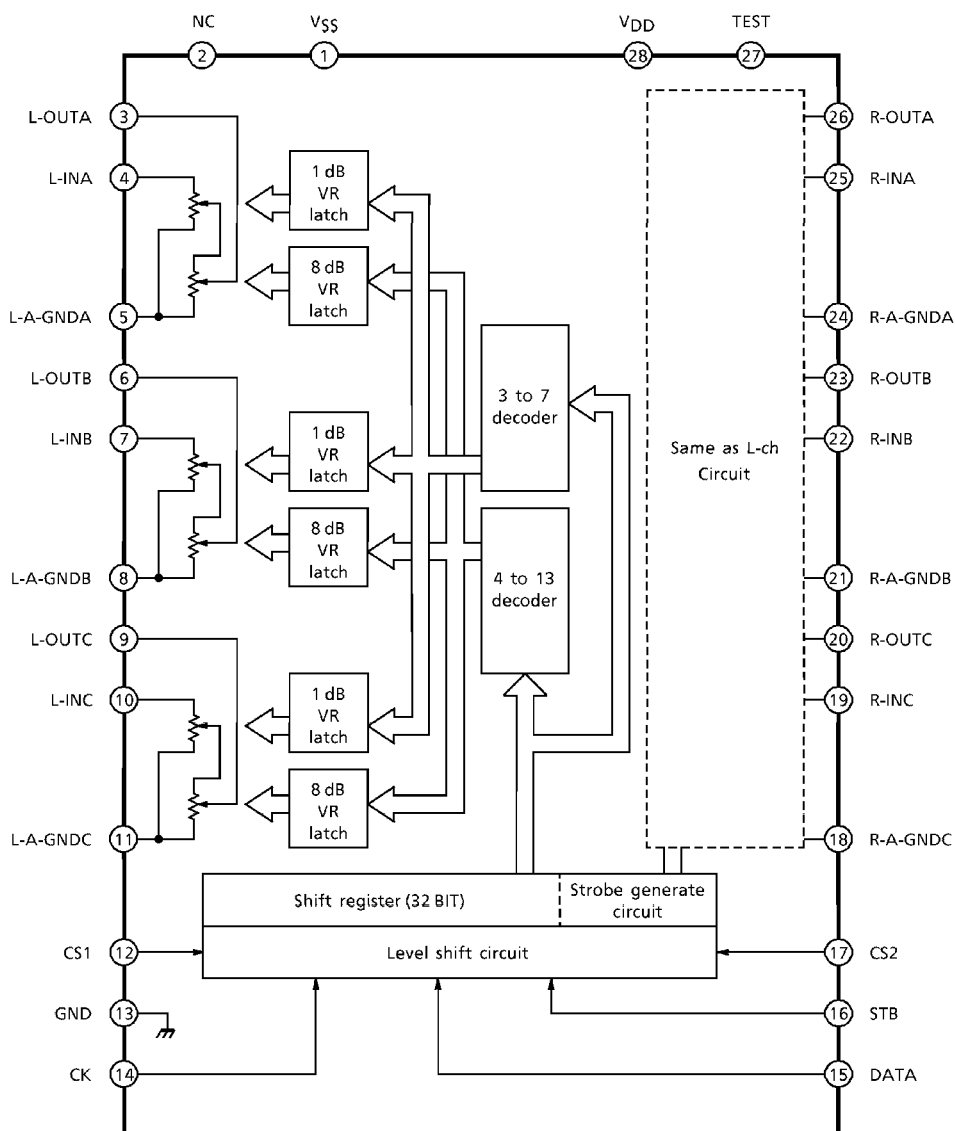 NC
VSS
VDD
TEST
2
1
28
27
L-OUTA
3
26
R-OUTA
L-INA
4
1 dB
VR
latch
25
R-INA
8 dB
VR
latch
L-A-GNDA
5
24
R-A-GNDA
L-OUTB
6
23
R-OUTB
3 to 7
decoder
L-INB
7
1 dB
VR
latch
Same as L-ch
Circuit
22
R-INB
8 dB
VR
latch
4 to 13
decoder
L-A-GNDB
8
21
R-A-GNDB
L-OUTC
9
20
R-OUTC
L-INC
10
1 dB
VR
latch
19
R-INC
8 dB
VR
latch
L-A-GNDC
11
18
R-A-GNDC
Shift register (32 BIT)
Strobe generate
circuit
CS1
12
Level shift circuit
17
CS2
GND
13
16
STB
CK
14
15
DATA